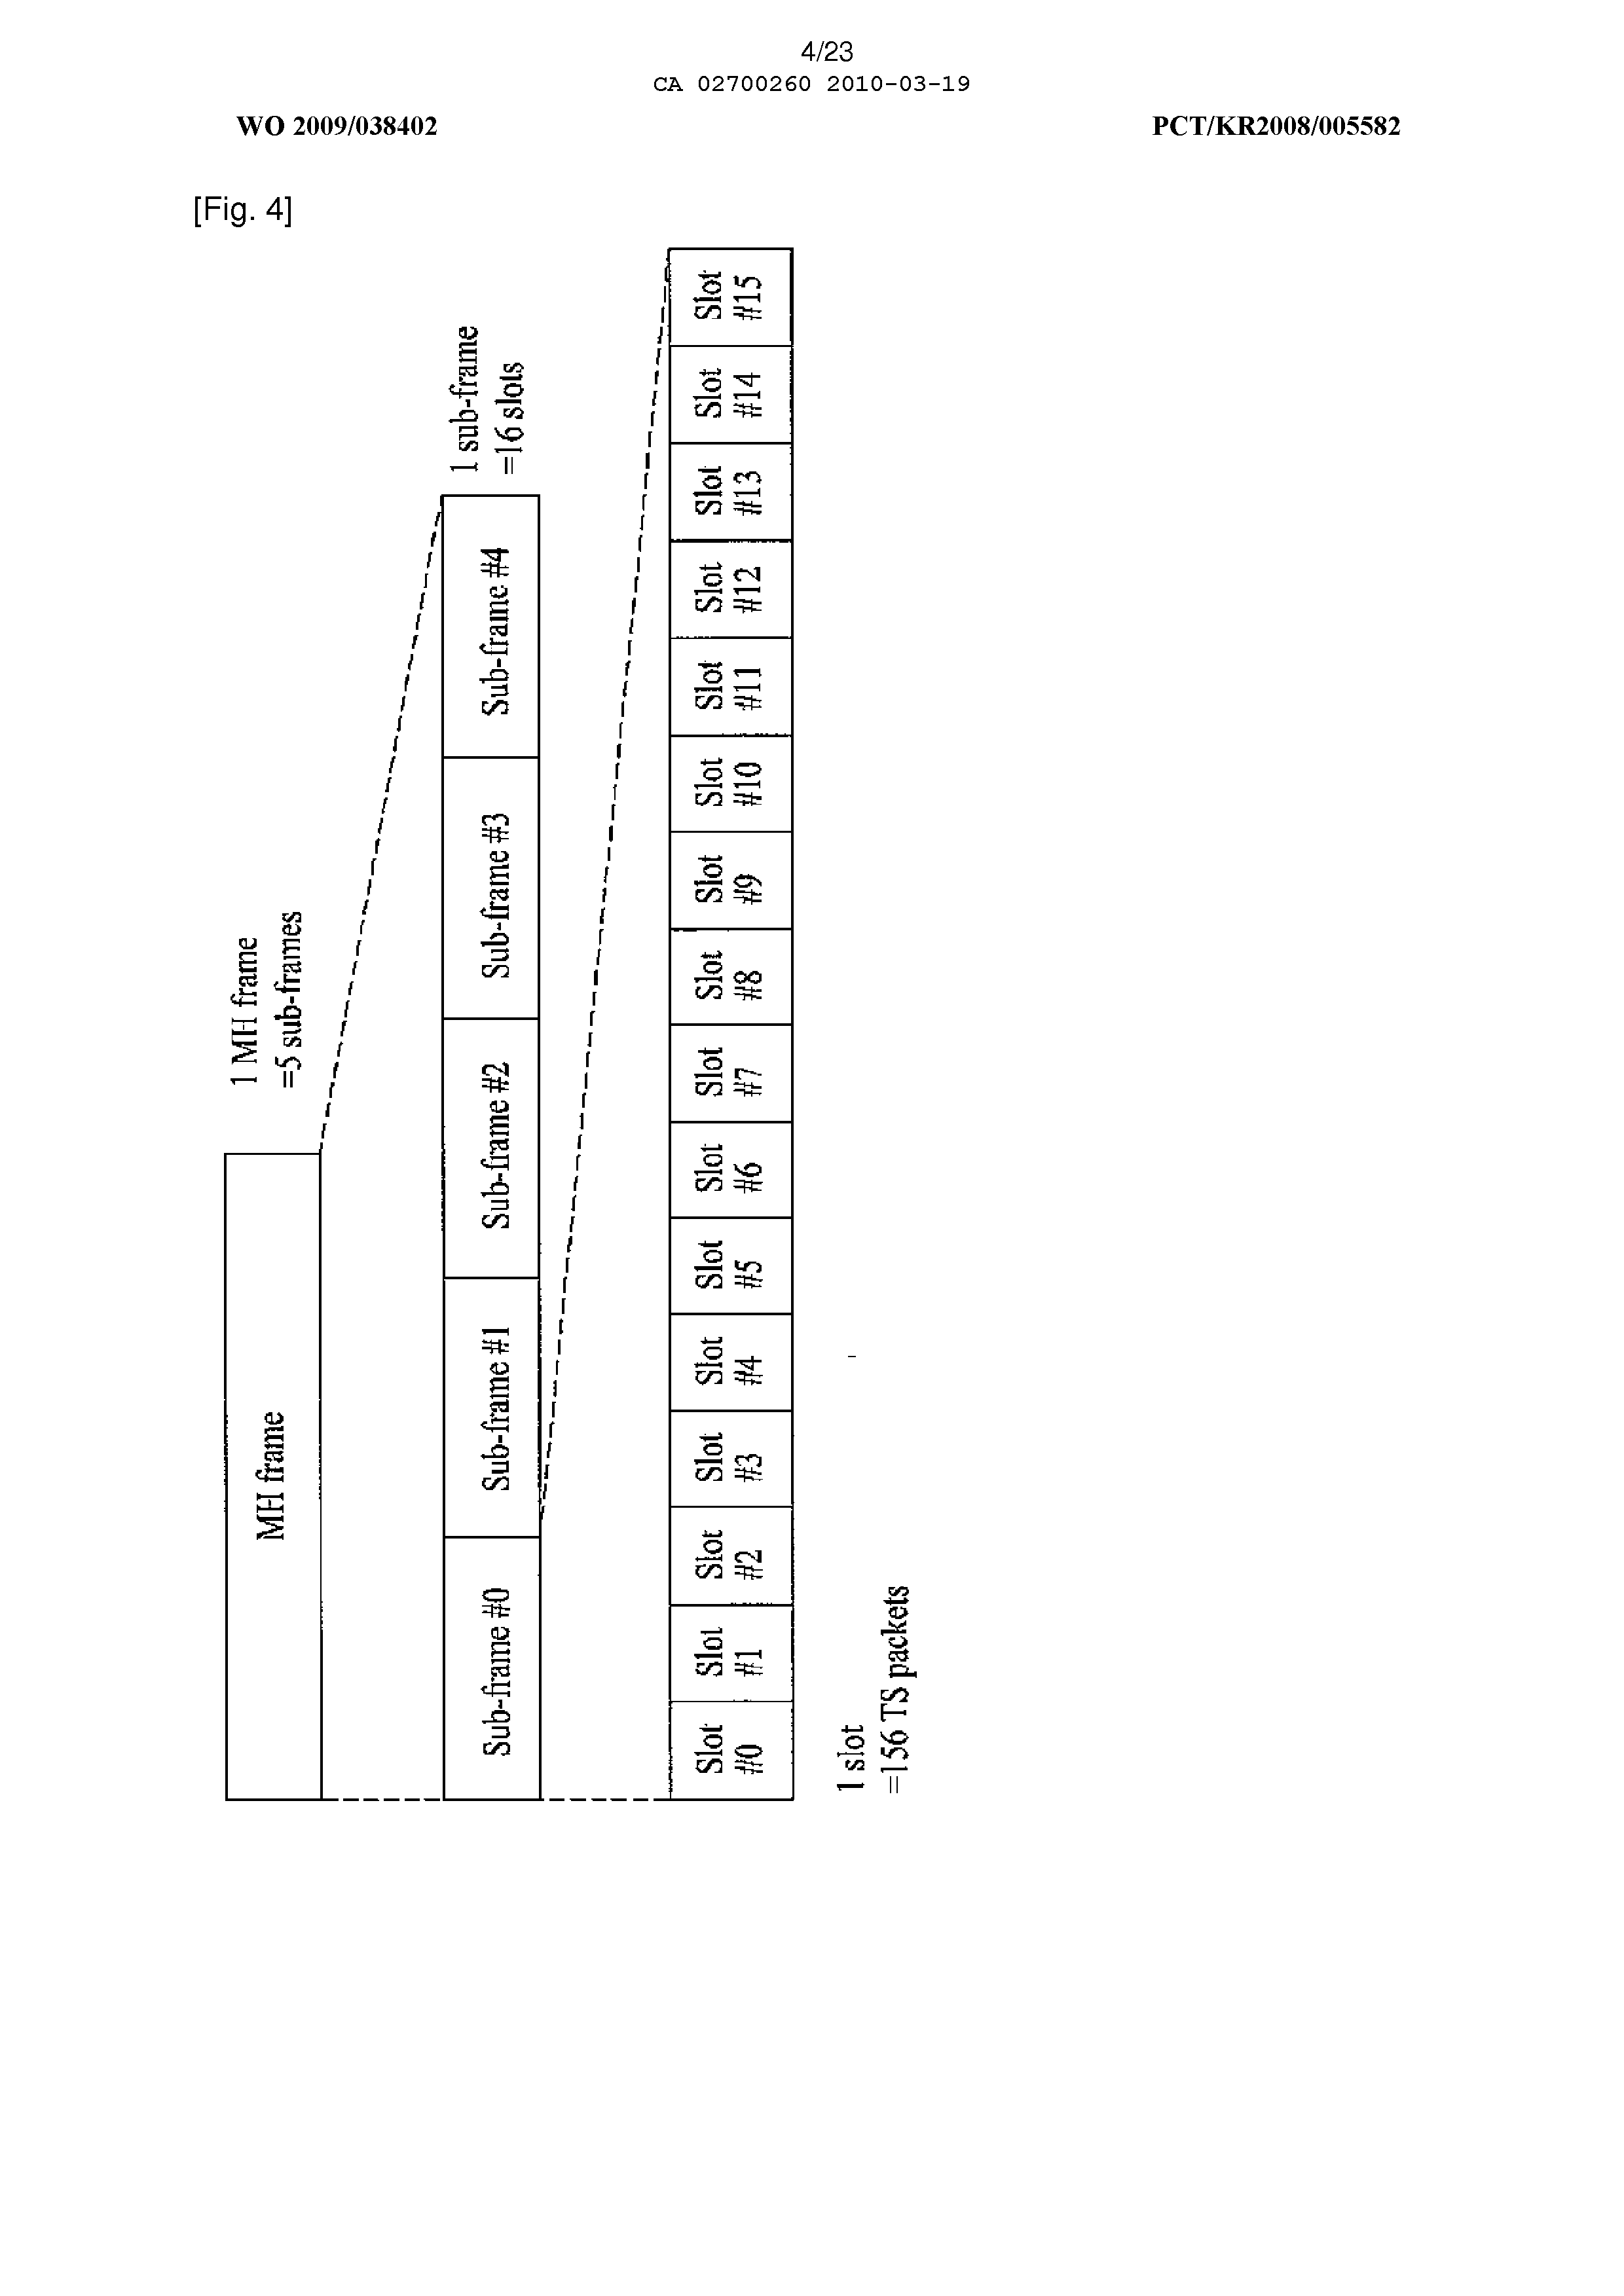 4/23
CA 02700260 2010-03-19
WO 2009/038402
PCT/KR2008/005582
[Fig. 4]
MH frame
1 MH frame
=5 sub-frames
Sub-frame #0
Sub-frame #1
Sub-frame #2
Sub-frame #3
Sub-frame #4
1 sub-frame
=16 slots
Slot
#0
Slot
#1
Slot
#2
Slot
#3
Slot
#4
Slot
#5
Slot
#6
Slot
#7
Slot
#8
Slot
#9
Slot
#10
Slot
#11
Slot
#12
Slot
#13
Slot
#14
Slot
#15
1 slot
=156 TS packets